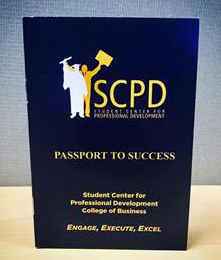 SCPD
STUDENT CENTER FOR
PROFESSIONAL DEVELOPMENT
PASSPORT TO SUCCESS
Student Center for
Professional Development
College of Business
ENGAGE, EXECUTE, EXCEL